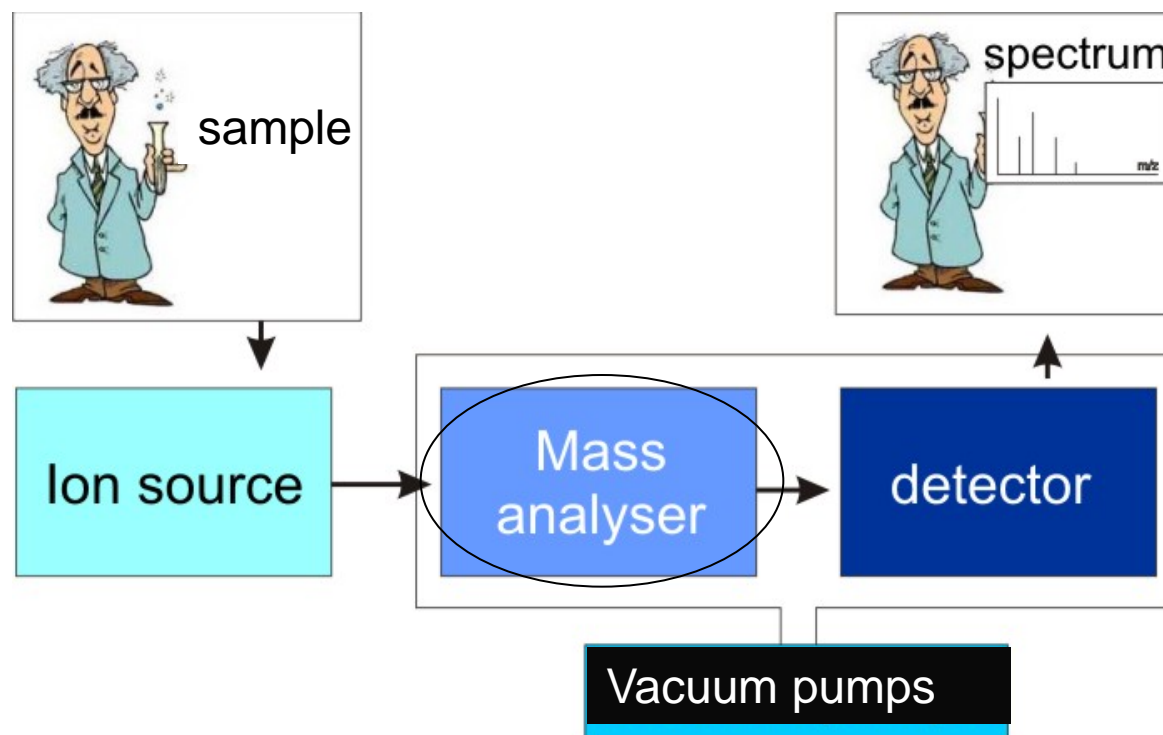 sample
spectrum
m/z
Ion source
Mass
analyser
detector
Vacuum pumps